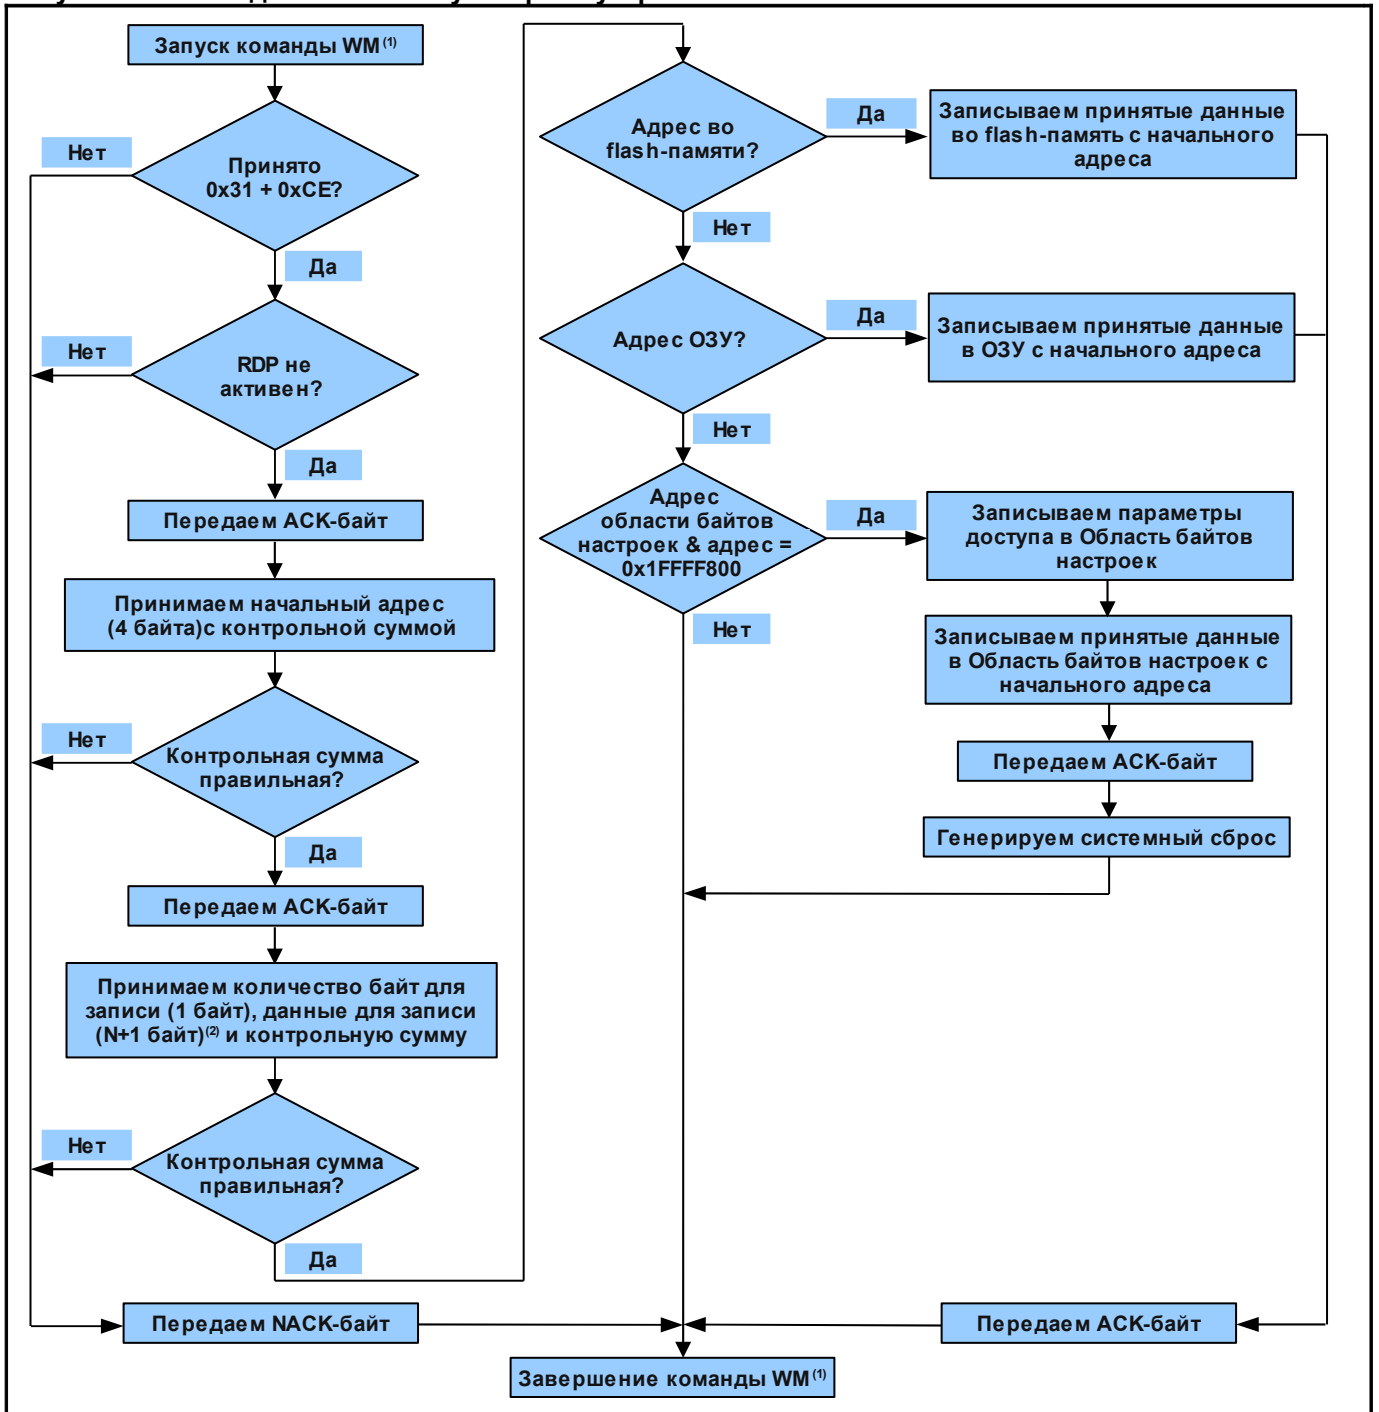 Запуск команды WM(1)
Принято
0x31 + 0xCE?
Нет
Да
RDP не
активен?
Нет
Да
Передаем ACK-байт
Принимаем начальный адрес
(4 байта)с контрольной суммой
Контрольная сумма
правильная?
Нет
Да
Передаем ACK-байт
Принимаем количество байт для
записи (1 байт), данные для записи
(N+1 байт)(2) и контрольную сумму
Контрольная сумма
правильная?
Нет
Да
Передаем NACK-байт
Адрес во
flash-памяти?
Да
Записываем принятые данные
во flash-память с начального
адреса
Нет
Адрес ОЗУ?
Да
Записываем принятые данные
в ОЗУ с начального адреса
Нет
Адрес
области байтов
настроек & адрес =
0x1FFFF800
Да
Записываем параметры
доступа в Область байтов
настроек
Нет
Записываем принятые данные
в Область байтов настроек с
начального адреса
Передаем ACK-байт
Генерируем системный сброс
Передаем ACK-байт
Завершение команды WM(1)